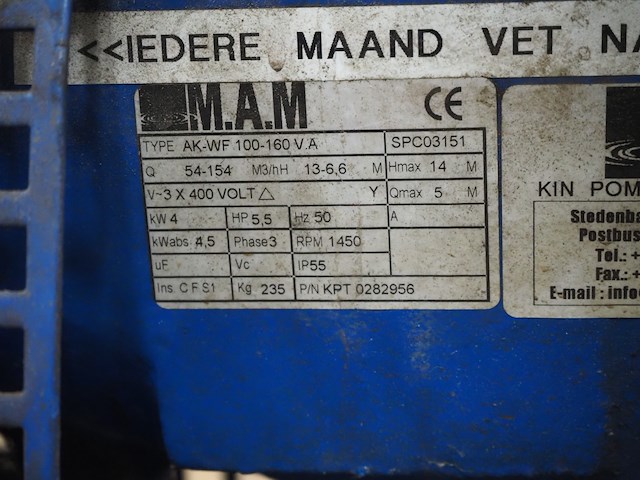 <<IEDERE MAAND VET NA
M.A.M CE
TYPE AK-WF 100-160 V.A SPC03151
Q 54-154 M3/hH 13-6,6 M Hmax 14 M
V~3 X 400 VOLT △ Y Qmax 5 M
kW 4 HP 5,5 Hz 50 A
kWabs 4,5 Phase3 RPM 1450
uF Vc IP55
Ins. C F S1 Kg 235 P/N KPT 0282956
KIN POM
Stedenb
Postbus
Tel.: +
Fax.: +
E-mail : info